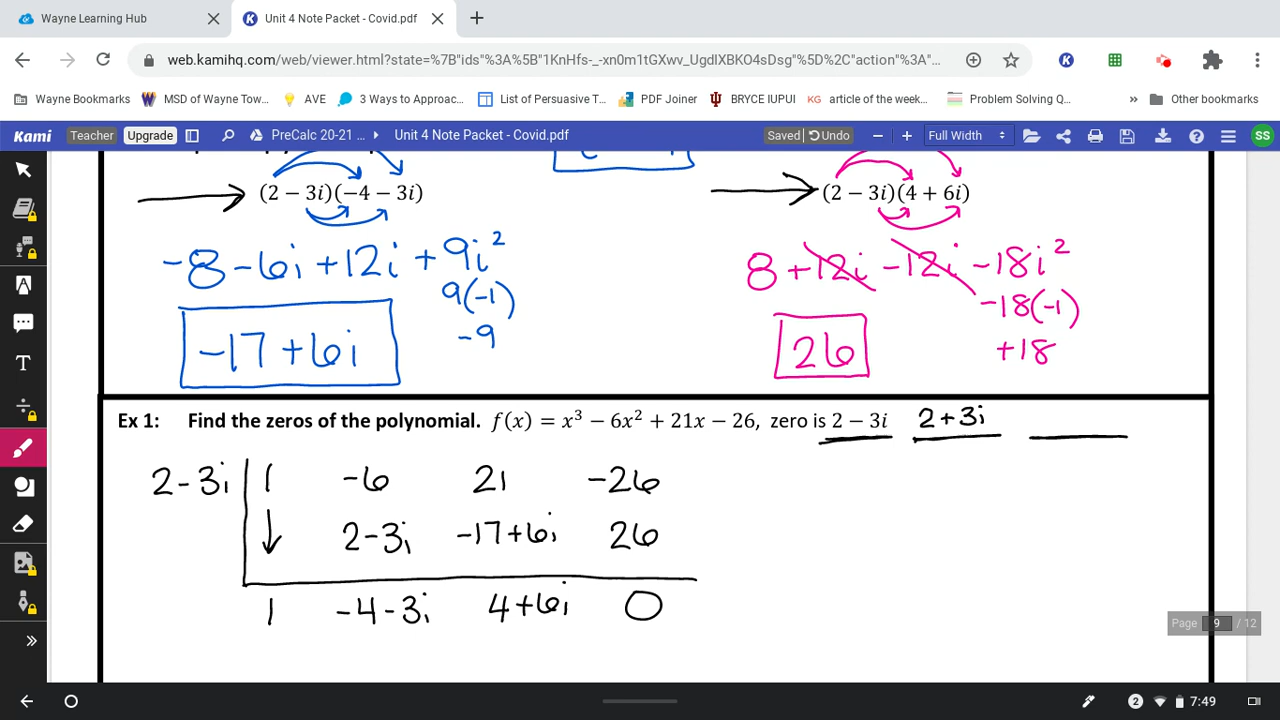 Wayne Learning Hub
Unit 4 Note Packet - Covid.pdf
web.kamihq.com/web/viewer.html?state=%7B"ids"%3A%5B"1KnHfs-_-xn0m1tGXwv_UgdIXBKO4sDsg"%5D%2C"action"%3A"...
Wayne Bookmarks
MSD of Wayne Tow...
AVE
3 Ways to Approac...
List of Persuasive T...
PDF Joiner
BRYCE IUPUI
KG article of the week...
Problem Solving Q...
»
Other bookmarks
Kami
Teacher
Upgrade
PreCalc 20-21 ...
Unit 4 Note Packet - Covid.pdf
Saved
Undo
Full Width
SS
(2 − 3i)(−4 − 3i)
-8 -6i +12i + 9i²
9(-1)
-9
-17 + 6i
(2 − 3i)(4 + 6i)
8 +12i -12i -18i²
-18(-1)
+18
26
Ex 1: Find the zeros of the polynomial. f(x) = x³ − 6x² + 21x − 26, zero is 2 − 3i 2+3i
2-3i 1 -6 21 -26
2-3i -17+6i 26
1 -4-3i 4+6i 0
Page 9 / 12
2
7:49